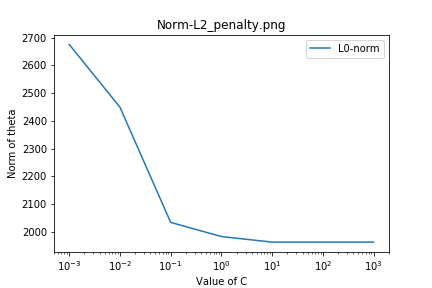 Norm-L2_penalty.png
L0-norm
Norm of theta
2700
2600
2500
2400
2300
2200
2100
2000
10⁻³ 10⁻² 10⁻¹ 10⁰ 10¹ 10² 10³
Value of C